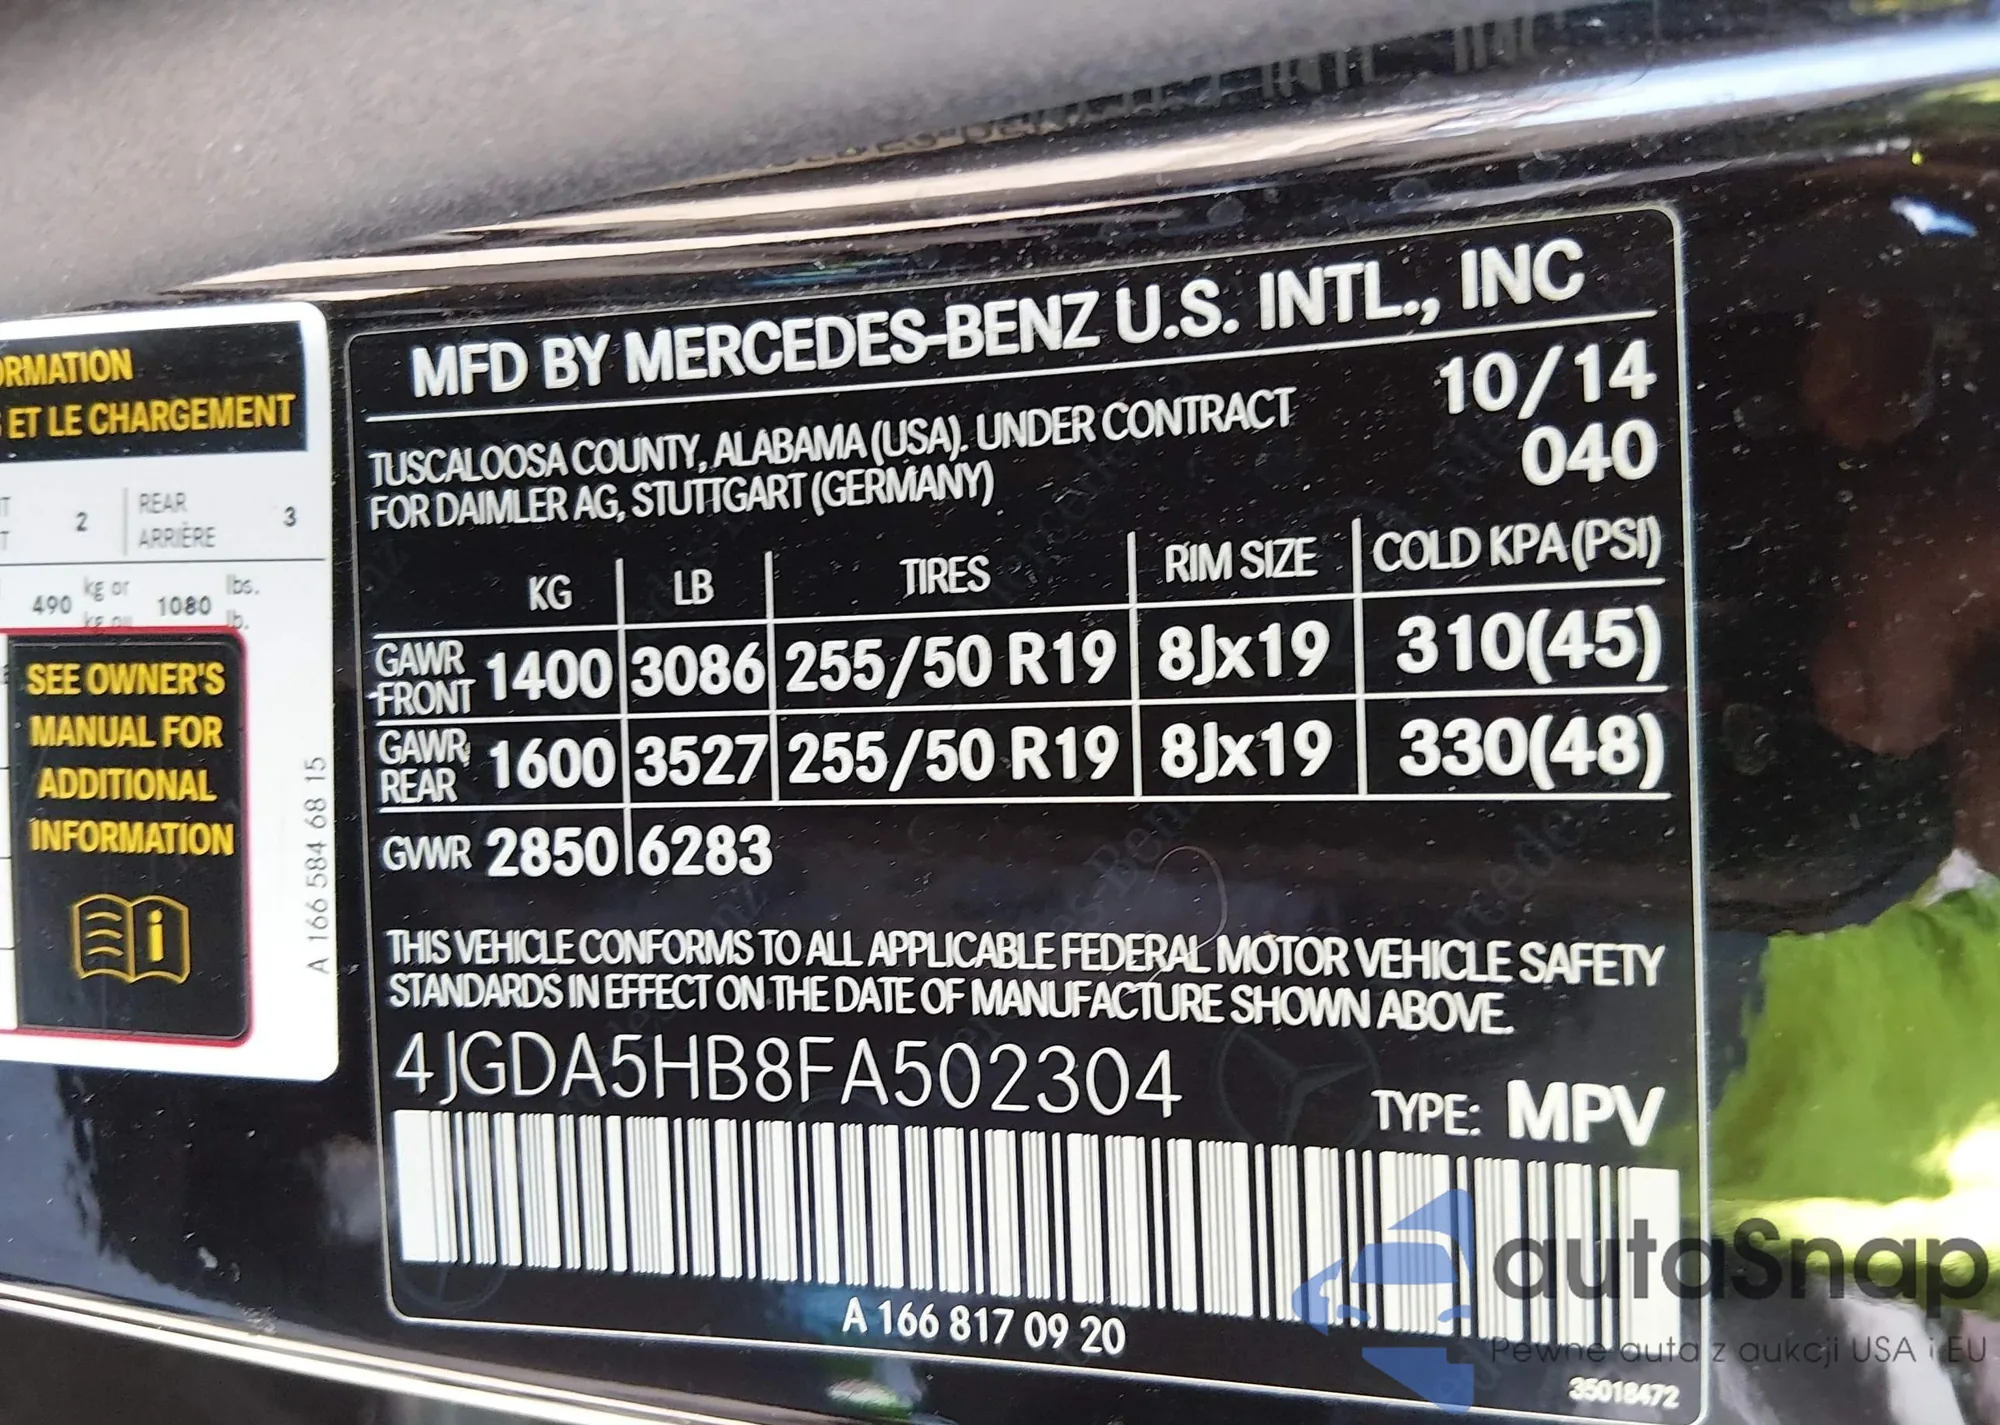 ORMATION
ET LE CHARGEMENT
2
REAR
ARRIÈRE
3
490 kg or 1080 lbs.
kg ou lb.
SEE OWNER'S
MANUAL FOR
ADDITIONAL
INFORMATION
A 166 584 68 15
MFD BY MERCEDES-BENZ U.S. INTL., INC
TUSCALOOSA COUNTY, ALABAMA (USA). UNDER CONTRACT
FOR DAIMLER AG, STUTTGART (GERMANY)
10/14
040
KG LB TIRES RIM SIZE COLD KPA (PSI)
GAWR FRONT 1400 3086 255/50 R19 8Jx19 310(45)
GAWR REAR 1600 3527 255/50 R19 8Jx19 330(48)
GVWR 2850 6283
THIS VEHICLE CONFORMS TO ALL APPLICABLE FEDERAL MOTOR VEHICLE SAFETY
STANDARDS IN EFFECT ON THE DATE OF MANUFACTURE SHOWN ABOVE.
4JGDA5HB8FA502304
TYPE: MPV
A 166 817 09 20
35018472
autaSnap
Pewne auta z aukcji USA i EU